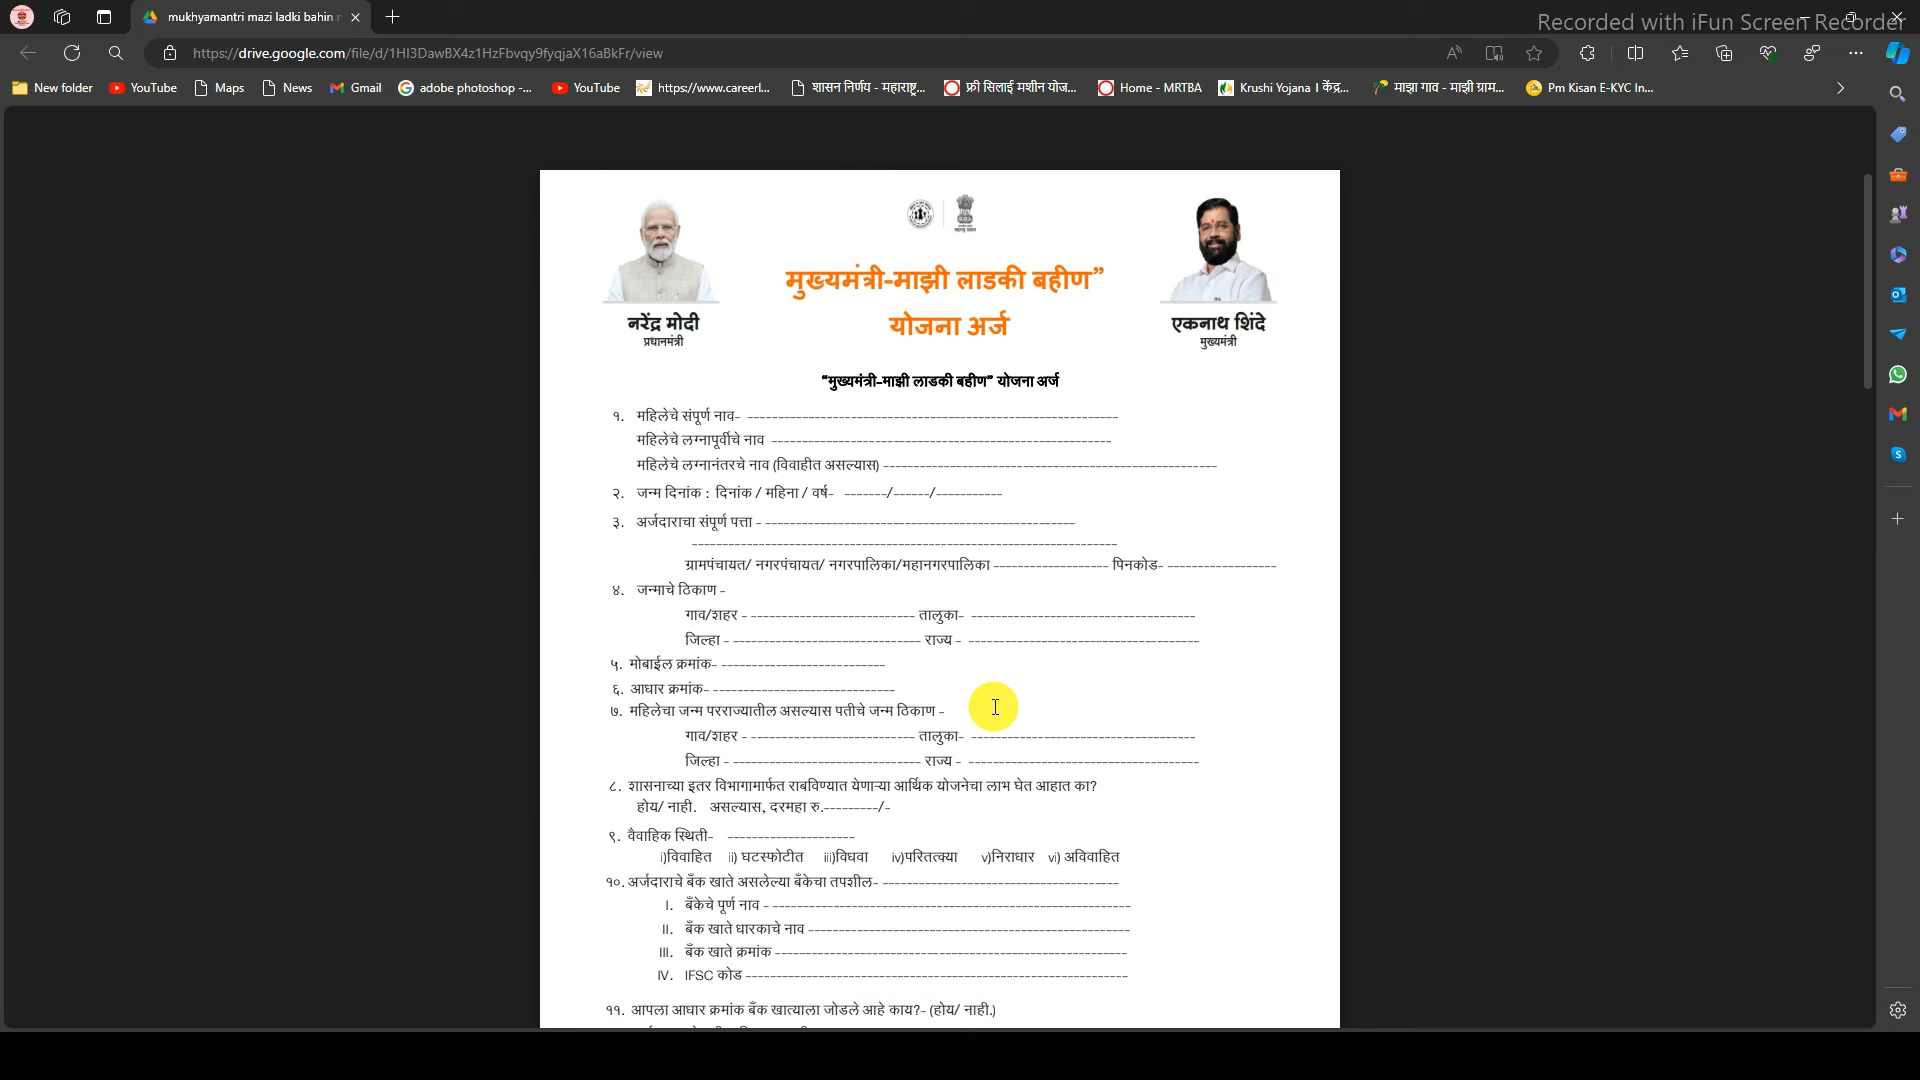 mukhyamantri mazi ladki bahin
Recorded with iFun Screen Recorder
https://drive.google.com/file/d/1HI3DawBX4z1HzFbvqy9fyqjaX16aBkFr/view
New folder YouTube Maps News Gmail adobe photoshop -... YouTube https://www.careerl... शासन निर्णय - महाराष्ट्र... फ्री सिलाई मशीन योज... Home - MRTBA Krushi Yojana । केंद्र... माझा गाव - माझी ग्राम... Pm Kisan E-KYC In...
मुख्यमंत्री-माझी लाडकी बहीण”
योजना अर्ज
नरेंद्र मोदी
प्रधानमंत्री
एकनाथ शिंदे
मुख्यमंत्री
“मुख्यमंत्री-माझी लाडकी बहीण” योजना अर्ज
१. महिलेचे संपूर्ण नाव- ------------------------------------------------------------
महिलेचे लग्नापूर्वीचे नाव --------------------------------------------------------
महिलेचे लग्नानंतरचे नाव (विवाहीत असल्यास) -------------------------------------------------------
२. जन्म दिनांक : दिनांक / महिना / वर्ष- -------/------/-----------
३. अर्जदाराचा संपूर्ण पत्ता - ---------------------------------------------------
----------------------------------------------------------------------
ग्रामपंचायत/ नगरपंचायत/ नगरपालिका/महानगरपालिका ------------------- पिनकोड- ------------------
४. जन्माचे ठिकाण -
गाव/शहर - --------------------------- तालुका- -------------------------------------
जिल्हा - ------------------------------- राज्य - --------------------------------------
५. मोबाईल क्रमांक- ---------------------------
६. आधार क्रमांक- ------------------------------
७. महिलेचा जन्म परराज्यातील असल्यास पतीचे जन्म ठिकाण -
गाव/शहर - --------------------------- तालुका- -------------------------------------
जिल्हा - ------------------------------- राज्य - --------------------------------------
८. शासनाच्या इतर विभागामार्फत राबविण्यात येणाऱ्या आर्थिक योजनेचा लाभ घेत आहात का?
होय/ नाही. असल्यास, दरमहा रु.---------/-
९. वैवाहिक स्थिती- ---------------------
i)विवाहित ii) घटस्फोटीत iii)विधवा iv)परितत्क्या v)निराधार vi) अविवाहित
१०. अर्जदाराचे बँक खाते असलेल्या बँकेचा तपशील- ---------------------------------------
I. बँकेचे पूर्ण नाव - -----------------------------------------------------------
II. बँक खाते धारकाचे नाव -----------------------------------------------------
III. बँक खाते क्रमांक ----------------------------------------------------------
IV. IFSC कोड ---------------------------------------------------------------
११. आपला आधार क्रमांक बँक खात्याला जोडले आहे काय?- (होय/ नाही.)